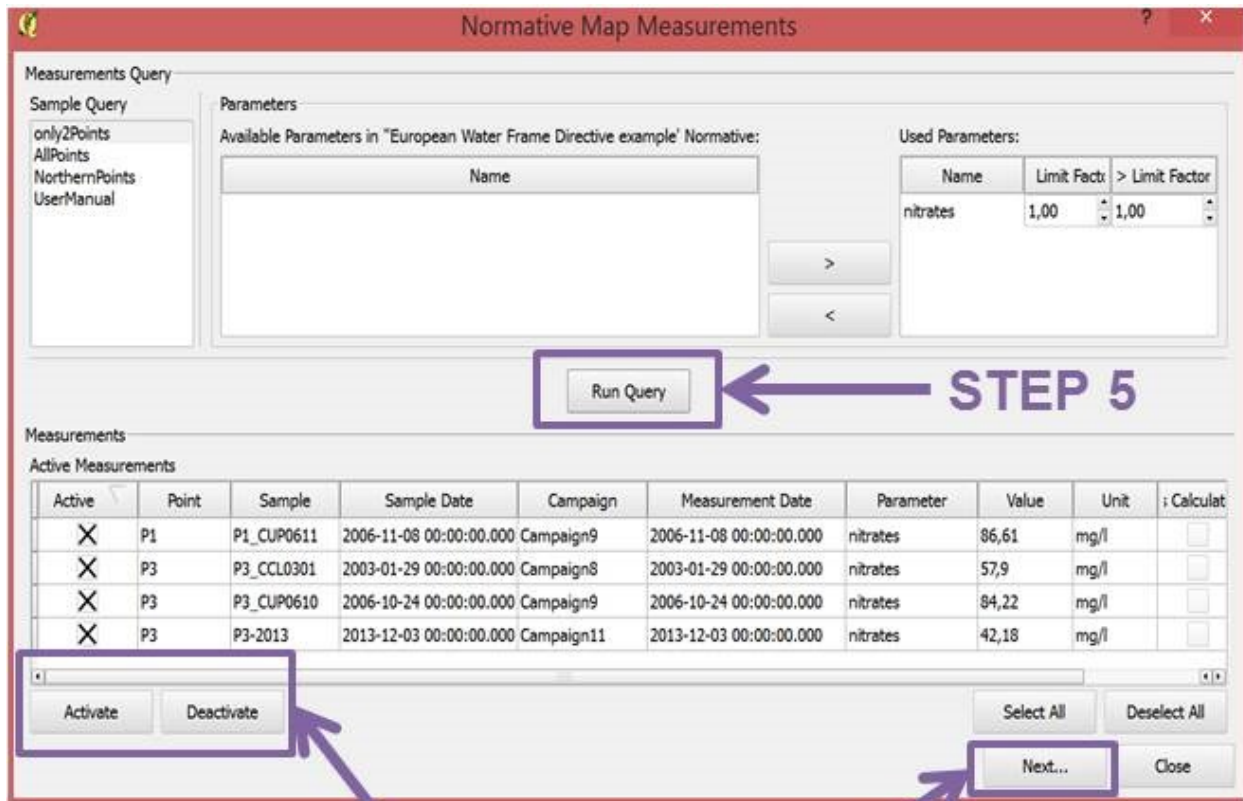 Normative Map Measurements
?
×
Measurements Query
Sample Query
only2Points
AllPoints
NorthernPoints
UserManual
Parameters
Available Parameters in "European Water Frame Directive example' Normative:
Name
>
<
Used Parameters:
Name Limit Facto > Limit Factor
nitrates 1,00 1,00
Run Query
STEP 5
Measurements
Active Measurements
Active Point Sample Sample Date Campaign Measurement Date Parameter Value Unit s Calculat
X P1 P1_CUP0611 2006-11-08 00:00:00.000 Campaign9 2006-11-08 00:00:00.000 nitrates 86,61 mg/l
X P3 P3_CCL0301 2003-01-29 00:00:00.000 Campaign8 2003-01-29 00:00:00.000 nitrates 57,9 mg/l
X P3 P3_CUP0610 2006-10-24 00:00:00.000 Campaign9 2006-10-24 00:00:00.000 nitrates 84,22 mg/l
X P3 P3-2013 2013-12-03 00:00:00.000 Campaign11 2013-12-03 00:00:00.000 nitrates 42,18 mg/l
Activate Deactivate Select All Deselect All
Next... Close